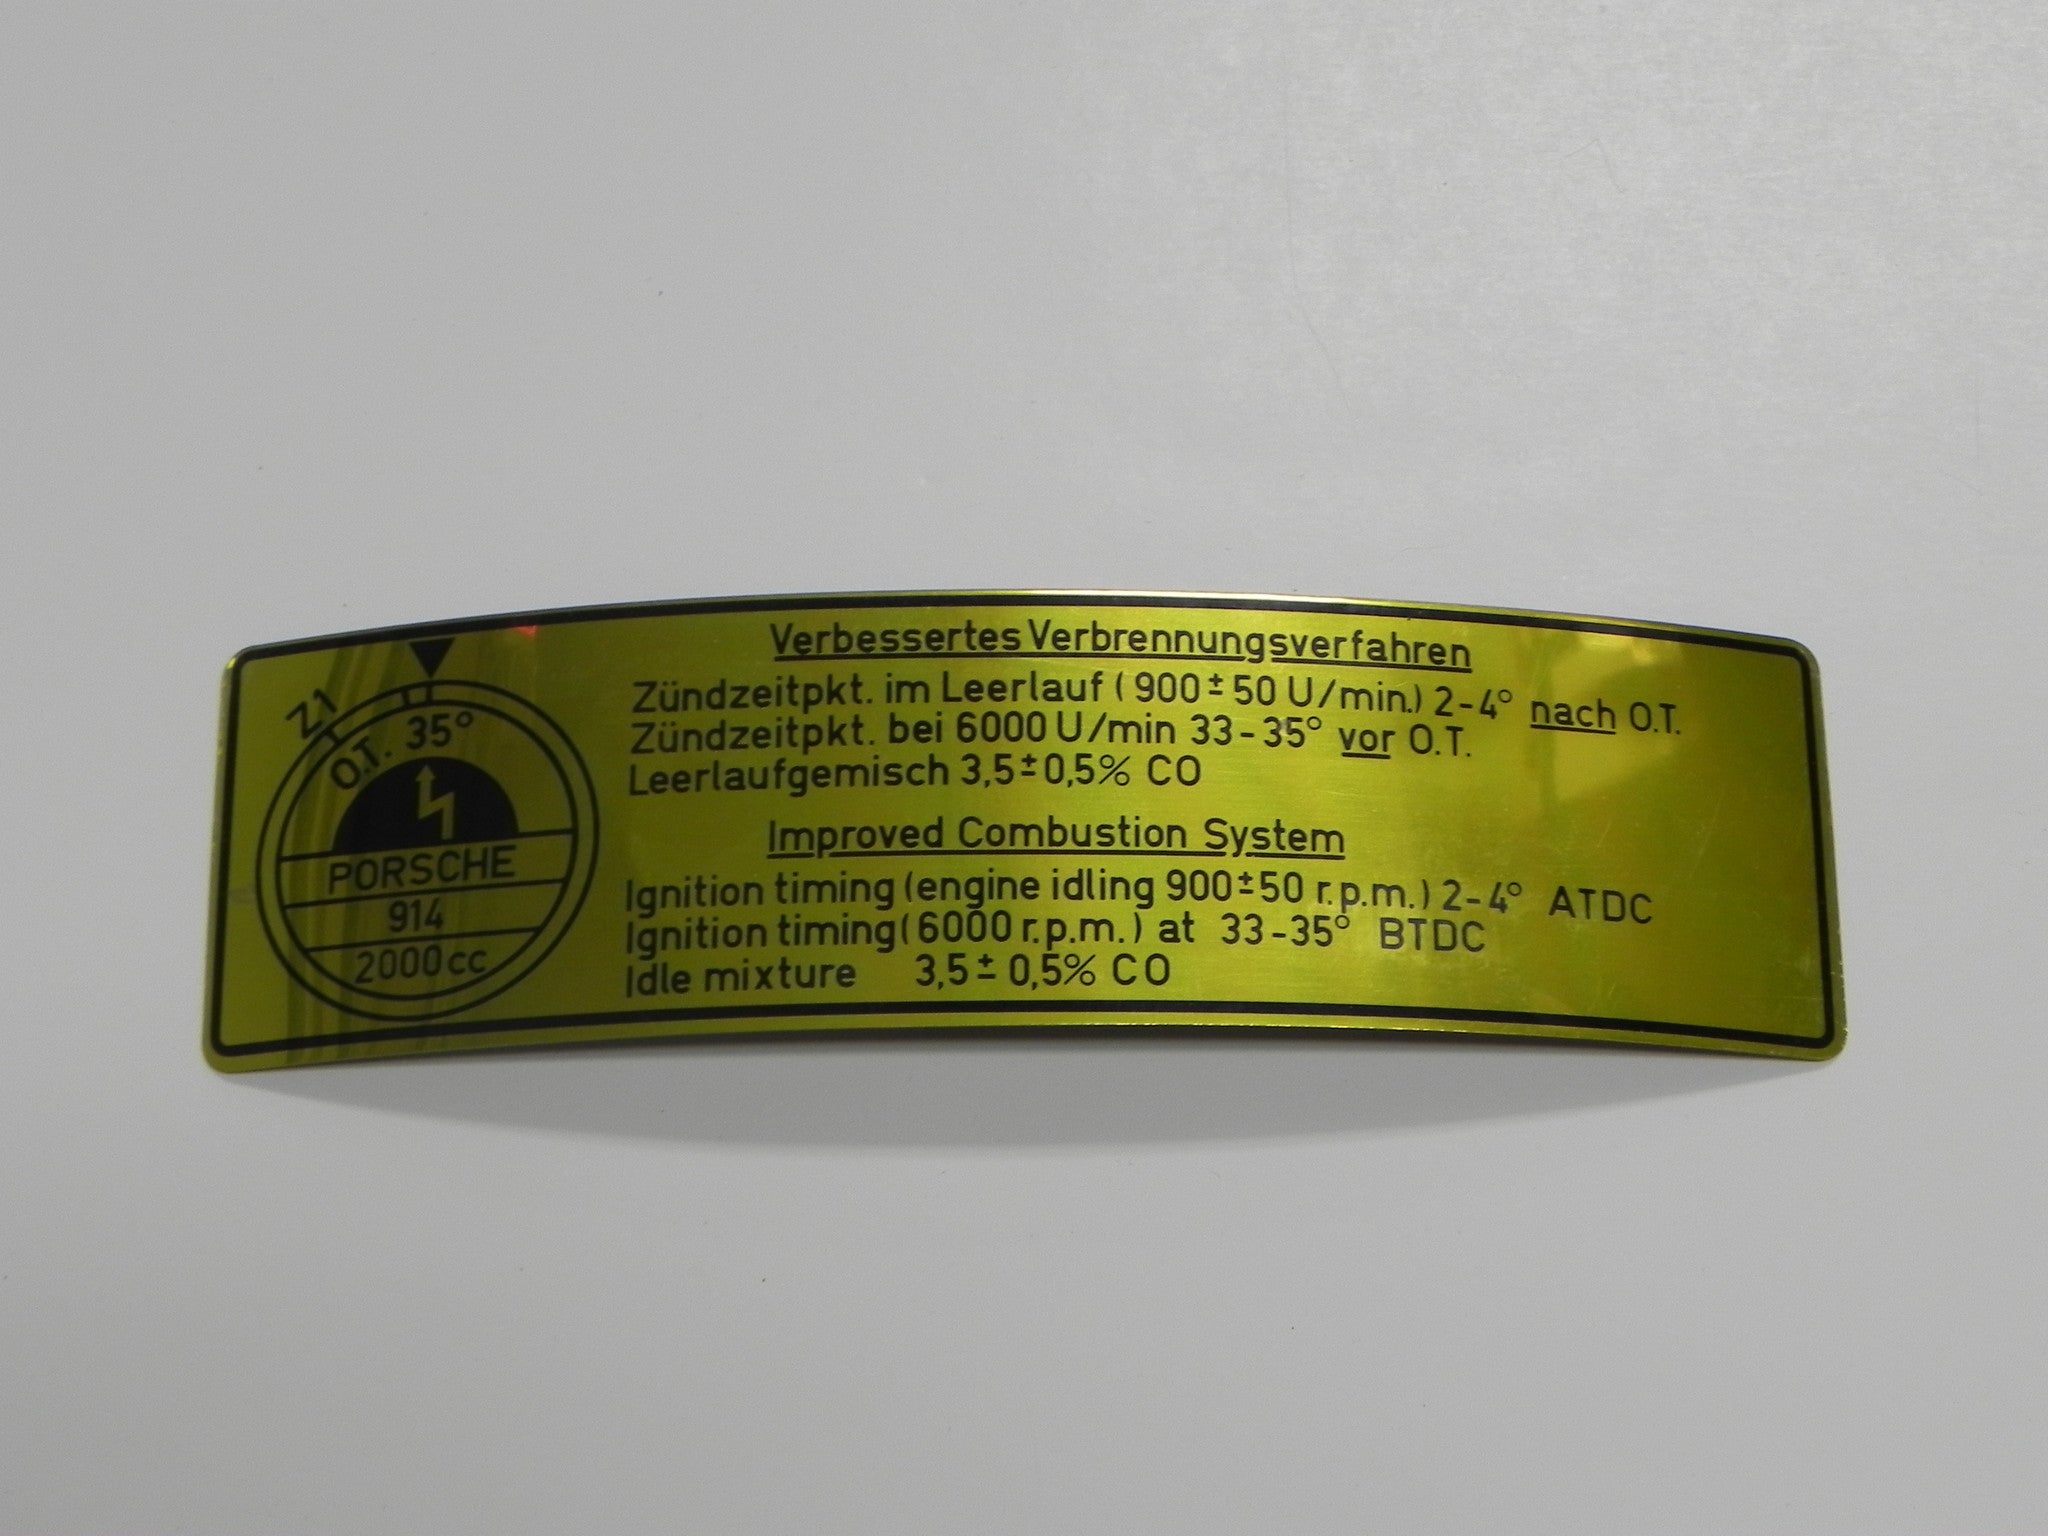 Z1
O.T. 35°
PORSCHE
914
2000cc
Verbessertes Verbrennungsverfahren
Zündzeitpkt. im Leerlauf (900±50 U/min.) 2-4° nach O.T.
Zündzeitpkt. bei 6000 U/min 33-35° vor O.T.
Leerlaufgemisch 3,5±0,5% CO
Improved Combustion System
Ignition timing (engine idling 900±50 r.p.m.) 2-4° ATDC
Ignition timing (6000 r.p.m.) at 33-35° BTDC
Idle mixture 3,5± 0,5% CO